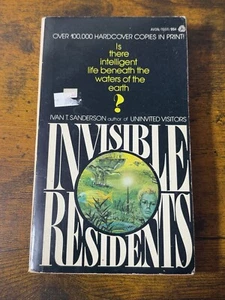 OVER 100,000 HARDCOVER COPIES IN PRINT!
Is
there
intelligent
life beneath the
waters of the
earth
?
IVAN T. SANDERSON author of UNINVITED VISITORS
INVISIBLE
RESIDENTS